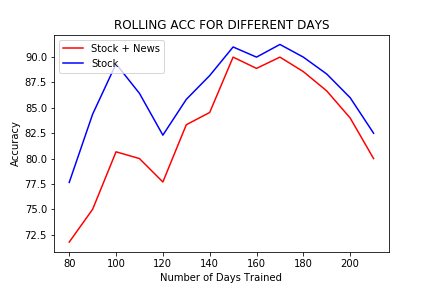 ROLLING ACC FOR DIFFERENT DAYS
Stock + News
Stock
90.0
87.5
85.0
82.5
80.0
77.5
75.0
72.5
Accuracy
80 100 120 140 160 180 200
Number of Days Trained